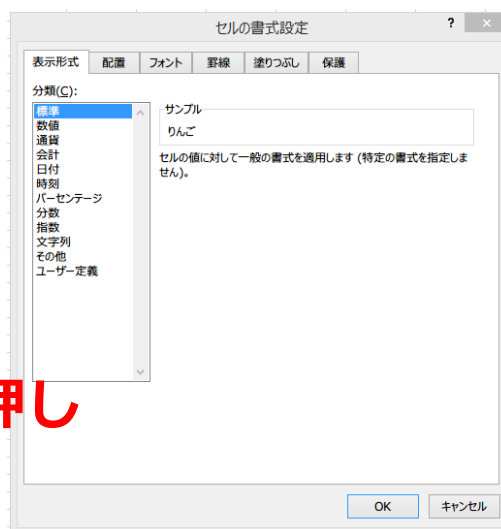 セルの書式設定
? ×
表示形式 配置 フォント 罫線 塗りつぶし 保護
分類(C):
標準
数値
通貨
会計
日付
時刻
パーセンテージ
分数
指数
文字列
その他
ユーザー定義
サンプル
りんご
セルの値に対して一般の書式を適用します (特定の書式を指定しま
せん)。
押し
OK キャンセル